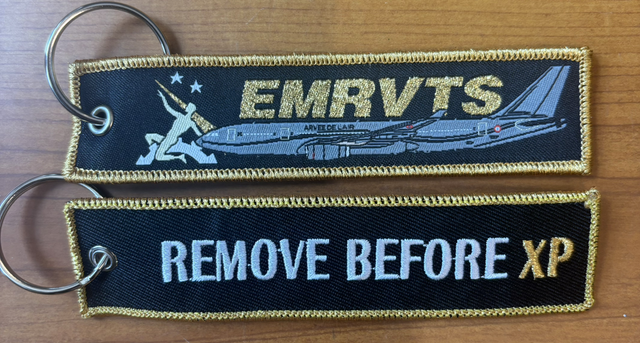 EMRVTS
ARMEE DE L'AIR
REMOVE BEFORE XP